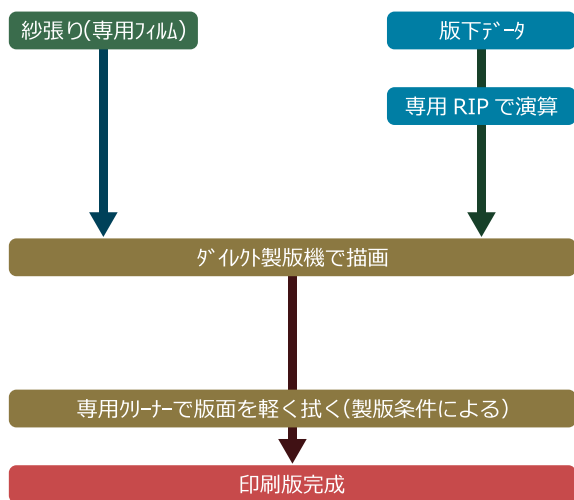 紗張り(専用ﾌｨﾙﾑ)
版下ﾃﾞｰﾀ
専用 RIP で演算
ﾀﾞｲﾚｸﾄ製版機で描画
専用ｸﾘｰﾅｰで版面を軽く拭く(製版条件による)
印刷版完成